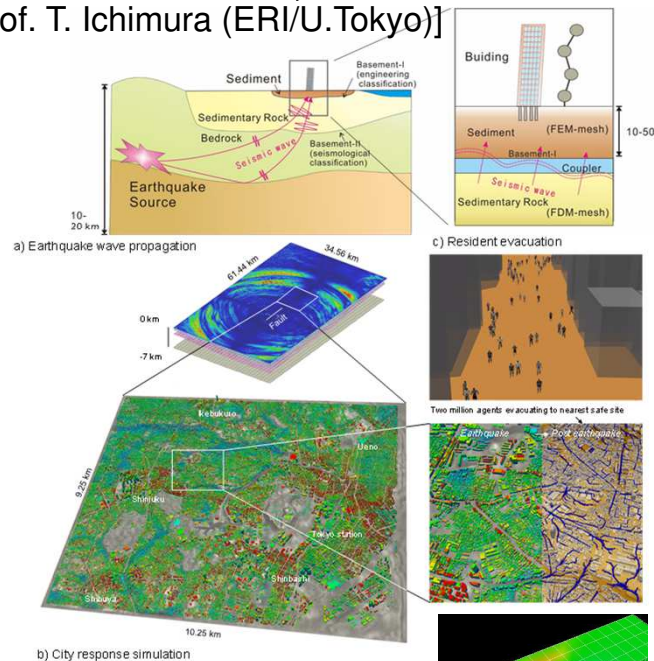 of. T. Ichimura (ERI/U.Tokyo)]
Sediment
Basement-I
(engineering
classification)
Sedimentary Rock
Bedrock
Seismic wave
Basement-II
(seismological
classification)
Earthquake
Source
10-
20 km
a) Earthquake wave propagation
Buiding
Sediment
(FEM-mesh)
10-50
Basement-I
Coupler
Seismic wave
Sedimentary Rock
(FDM-mesh)
c) Resident evacuation
61.44 km
34.56 km
0 km
Fault
-7 km
Two million agents evacuating to nearest safe site
Earthquake
Post earthquake
Ikebukuro
Ueno
9.25 km
Shinjuku
Tokyo station
Shinbashi
Shibuya
10.25 km
b) City response simulation